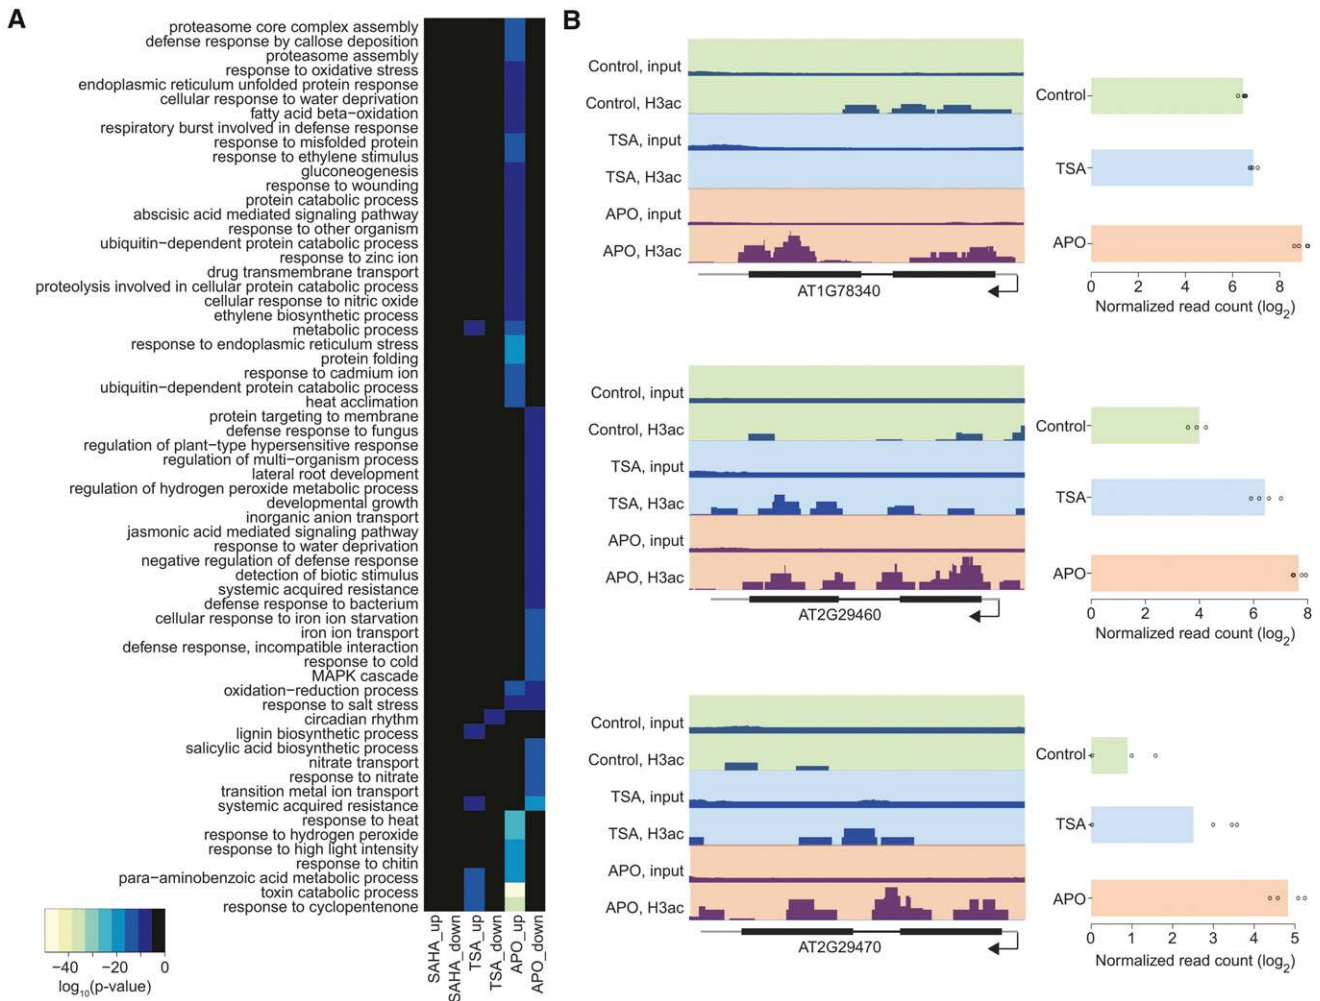 A
proteasome core complex assembly
defense response by callose deposition
proteasome assembly
response to oxidative stress
endoplasmic reticulum unfolded protein response
cellular response to water deprivation
fatty acid beta−oxidation
respiratory burst involved in defense response
response to misfolded protein
response to ethylene stimulus
gluconeogenesis
response to wounding
protein catabolic process
abscisic acid mediated signaling pathway
response to other organism
ubiquitin−dependent protein catabolic process
response to zinc ion
drug transmembrane transport
proteolysis involved in cellular protein catabolic process
cellular response to nitric oxide
ethylene biosynthetic process
metabolic process
response to endoplasmic reticulum stress
protein folding
response to cadmium ion
ubiquitin−dependent protein catabolic process
heat acclimation
protein targeting to membrane
defense response to fungus
regulation of plant−type hypersensitive response
regulation of multi−organism process
lateral root development
regulation of hydrogen peroxide metabolic process
developmental growth
inorganic anion transport
jasmonic acid mediated signaling pathway
response to water deprivation
negative regulation of defense response
detection of biotic stimulus
systemic acquired resistance
defense response to bacterium
cellular response to iron ion starvation
iron ion transport
defense response, incompatible interaction
response to cold
MAPK cascade
oxidation−reduction process
response to salt stress
circadian rhythm
lignin biosynthetic process
salicylic acid biosynthetic process
nitrate transport
response to nitrate
transition metal ion transport
systemic acquired resistance
response to heat
response to hydrogen peroxide
response to high light intensity
response to chitin
para−aminobenzoic acid metabolic process
toxin catabolic process
response to cyclopentenone
−40 −20 0
log10(p-value)
SAHA_up
SAHA_down
TSA_up
TSA_down
APO_up
APO_down
B
Control, input
Control, H3ac
TSA, input
TSA, H3ac
APO, input
APO, H3ac
AT1G78340
Control
TSA
APO
0 2 4 6 8
Normalized read count (log2)
Control, input
Control, H3ac
TSA, input
TSA, H3ac
APO, input
APO, H3ac
AT2G29460
Control
TSA
APO
0 2 4 6 8
Normalized read count (log2)
Control, input
Control, H3ac
TSA, input
TSA, H3ac
APO, input
APO, H3ac
AT2G29470
Control
TSA
APO
0 1 2 3 4 5
Normalized read count (log2)